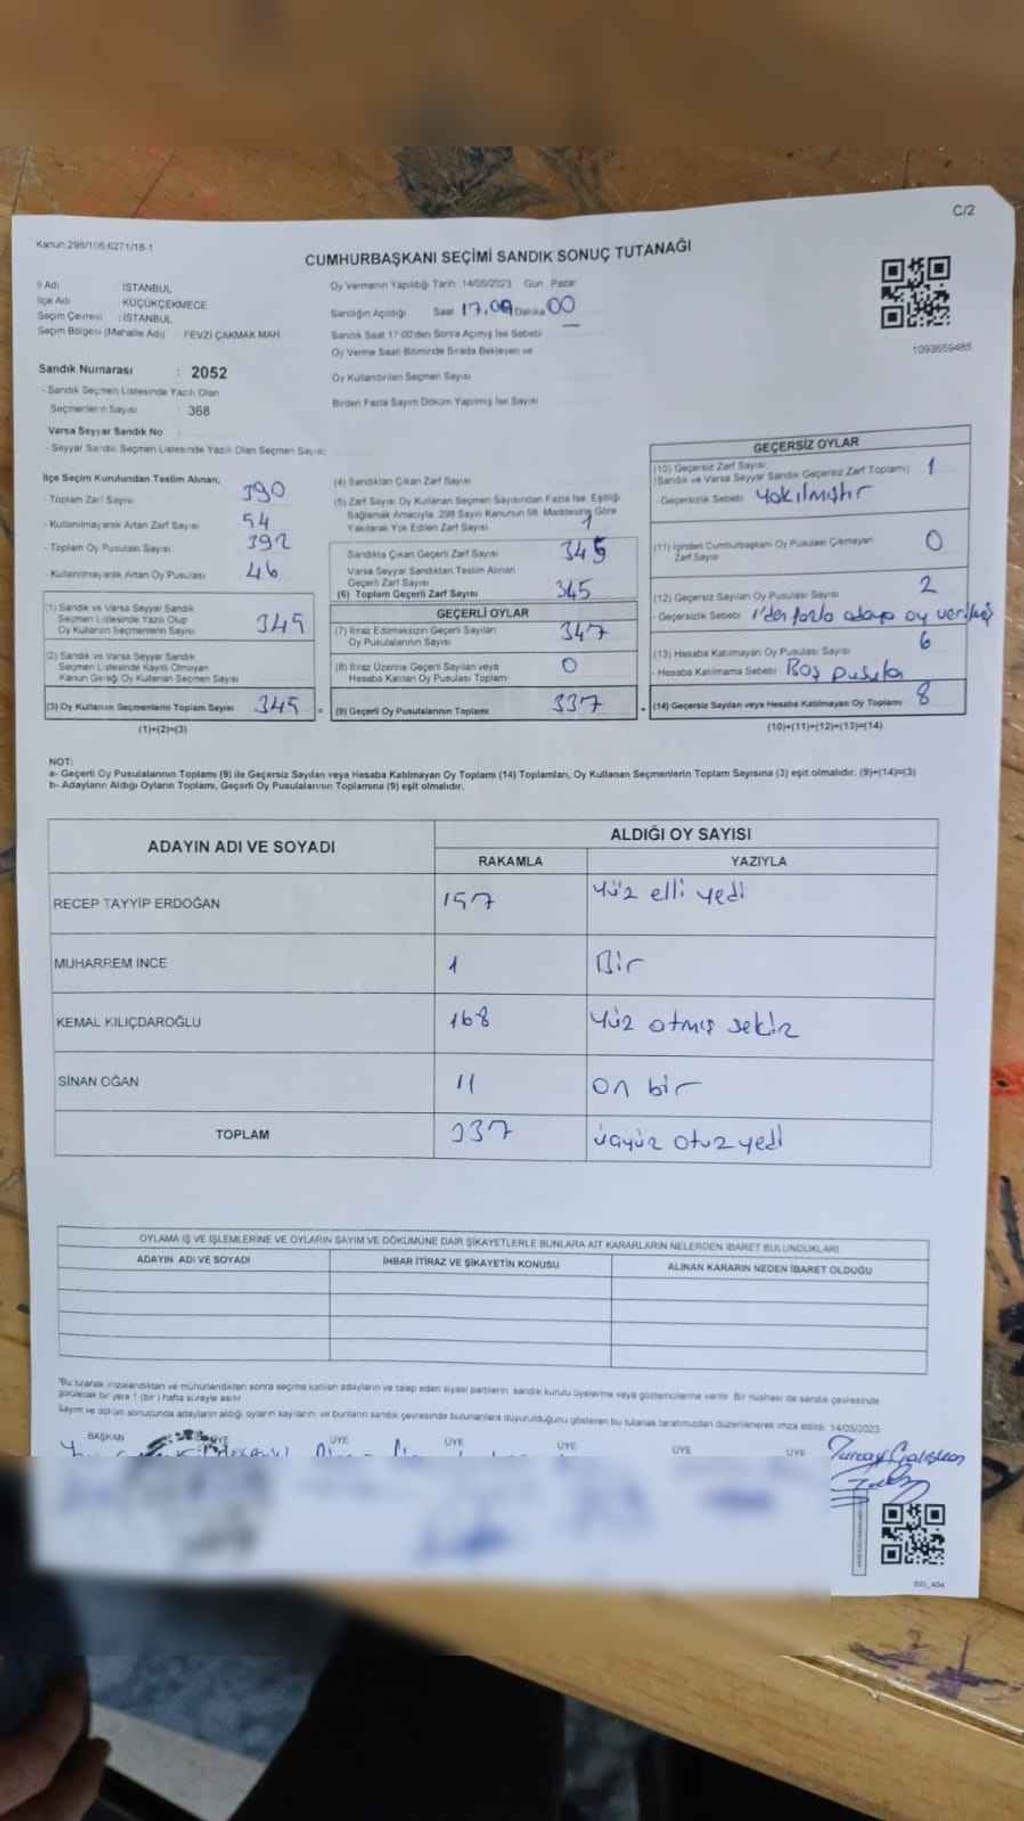 C/2
Kanun:298/106;6271/18-1
CUMHURBAŞKANI SEÇİMİ SANDIK SONUÇ TUTANAĞI
İl Adı : İSTANBUL
İlçe Adı : KÜÇÜKÇEKMECE
Seçim Çevresi : İSTANBUL
Seçim Bölgesi (Mahalle Adı) : FEVZİ ÇAKMAK MAH.
Oy Vermenin Yapıldığı Tarih: 14/05/2023 Gün: Pazar
Sandığın Açıldığı Saat 17,00 Dakika 00
Sandık Saat 17:00'den Sonra Açılmış İse Sebebi
Oy Verme Saati Bitiminde Sırada Bekleyen ve
Oy Kullandırılan Seçmen Sayısı
Birden Fazla Sayım Döküm Yapılmış İse Sayısı
1093659485
Sandık Numarası : 2052
- Sandık Seçmen Listesinde Yazılı Olan
Seçmenlerin Sayısı : 368
Varsa Seyyar Sandık No
- Seyyar Sandık Seçmen Listesinde Yazılı Olan Seçmen Sayısı:
İlçe Seçim Kurulundan Teslim Alınan;
- Toplam Zarf Sayısı 390
- Kullanılmayarak Artan Zarf Sayısı 54
- Toplam Oy Pusulası Sayısı 392
- Kullanılmayarak Artan Oy Pusulası 46
(1) Sandık ve Varsa Seyyar Sandık
Seçmen Listesinde Yazılı Olup
Oy Kullanan Seçmenlerin Sayısı 345
(2) Sandık ve Varsa Seyyar Sandık
Seçmen Listesinde Kayıtlı Olmayan
Kanun Gereği Oy Kullanan Seçmen Sayısı
(3) Oy Kullanan Seçmenlerin Toplam Sayısı 345
(1)+(2)=(3)
(4) Sandıktan Çıkan Zarf Sayısı
(5) Zarf Sayısı Oy Kullanan Seçmen Sayısından Fazla İse, Eşitliği
Sağlamak Amacıyla, 298 Sayılı Kanunun 98. Maddesine Göre
Yakılarak Yok Edilen Zarf Sayısı 1
Sandıkta Çıkan Geçerli Zarf Sayısı 345
Varsa Seyyar Sandıktan Teslim Alınan
Geçerli Zarf Sayısı
(6) Toplam Geçerli Zarf Sayısı 345
GEÇERLİ OYLAR
(7) İtiraz Edilmeksizin Geçerli Sayılan
Oy Pusulalarının Sayısı 347
(8) İtiraz Üzerine Geçerli Sayılan veya
Hesaba Katılan Oy Pusulası Toplamı 0
(9) Geçerli Oy Pusulalarının Toplamı 337
GEÇERSİZ OYLAR
(10) Geçersiz Zarf Sayısı
(Sandık ve Varsa Seyyar Sandık Geçersiz Zarf Toplamı) 1
- Geçersizlik Sebebi: Yakılmıştır
(11) İçinden Cumhurbaşkanı Oy Pusulası Çıkmayan
Zarf Sayısı 0
(12) Geçersiz Sayılan Oy Pusulası Sayısı 2
- Geçersizlik Sebebi: 1'den fazla adaya oy verilmiş
(13) Hesaba Katılmayan Oy Pusulası Sayısı 6
- Hesaba Katılmama Sebebi: Boş pusula
(14) Geçersiz Sayılan veya Hesaba Katılmayan Oy Toplamı 8
(10)+(11)+(12)+(13)=(14)
NOT:
a- Geçerli Oy Pusulalarının Toplamı (9) ile Geçersiz Sayılan veya Hesaba Katılmayan Oy Toplam (14) Toplamları, Oy Kullanan Seçmenlerin Toplam Sayısına (3) eşit olmalıdır. (9)+(14)=(3)
b- Adayların Aldığı Oyların Toplamı, Geçerli Oy Pusulalarının Toplamına (9) eşit olmalıdır.
ADAYIN ADI VE SOYADI
ALDIĞI OY SAYISI
RAKAMLA YAZIYLA
RECEP TAYYİP ERDOĞAN 157 Yüz elli yedi
MUHARREM İNCE 1 Bir
KEMAL KILIÇDAROĞLU 168 Yüz atmış sekiz
SİNAN OĞAN 11 on bir
TOPLAM 337 üçyüz otuz yedi
OYLAMA İŞ VE İŞLEMLERİNE VE OYLARIN SAYIM VE DÖKÜMÜNE DAİR ŞİKAYETLERLE BUNLARA AİT KARARLARIN NELERDEN İBARET BULUNDUKLARI
ADAYIN ADI VE SOYADI İHBAR İTİRAZ VE ŞİKAYETİN KONUSU ALINAN KARARIN NEDEN İBARET OLDUĞU
"Bu tutanak imzalandıktan ve mühürlendikten sonra seçime katılan adayların ve talep eden siyasi partilerin sandık kurulu üyelerine veya gözlemcilerine verilir. Bir nüshası da sandık çevresinde
görülecek bir yere 1 (bir) hafta süreyle asılır.
Sayım ve döküm sonucunda adayların aldığı oyların sayılarını ve bunların sandık çevresinde bulunanlara duyurulduğunu gösteren bu tutanak tarafımızdan düzenlenerek imza edildi. 14/05/2023
BAŞKAN ÜYE ÜYE ÜYE ÜYE ÜYE ÜYE